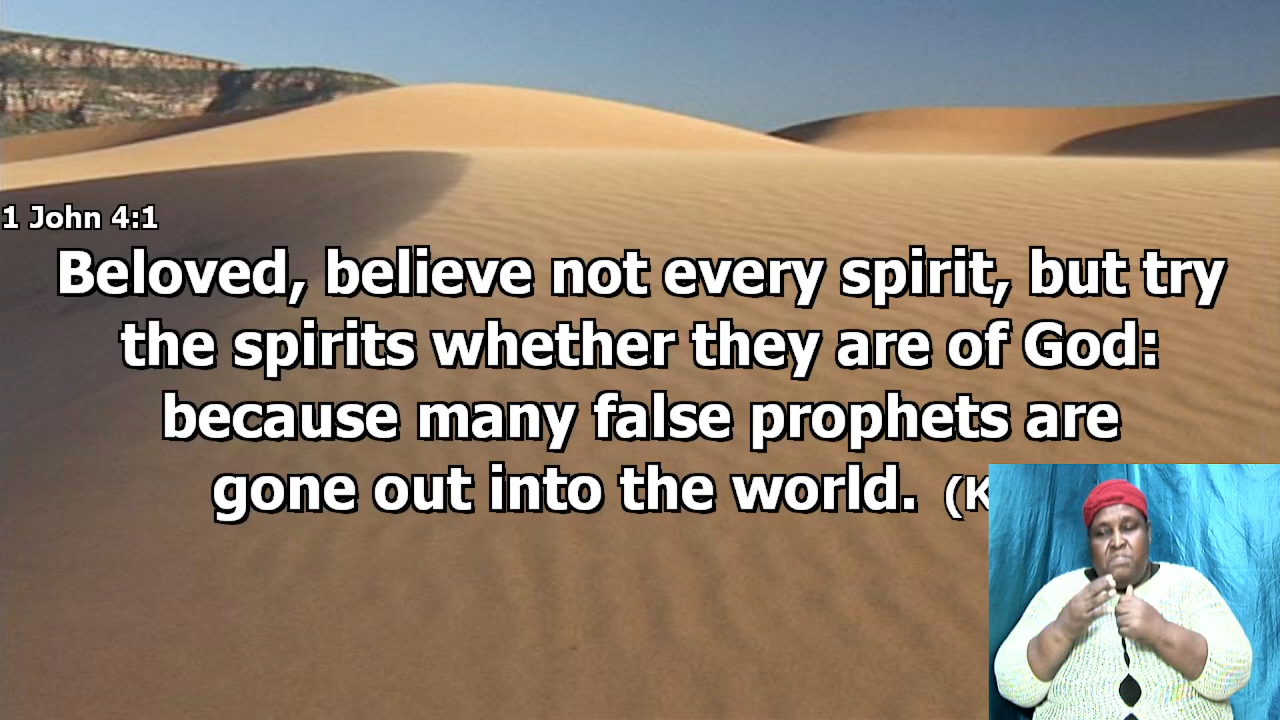 1 John 4:1
Beloved, believe not every spirit, but try
the spirits whether they are of God:
because many false prophets are
gone out into the world. (K